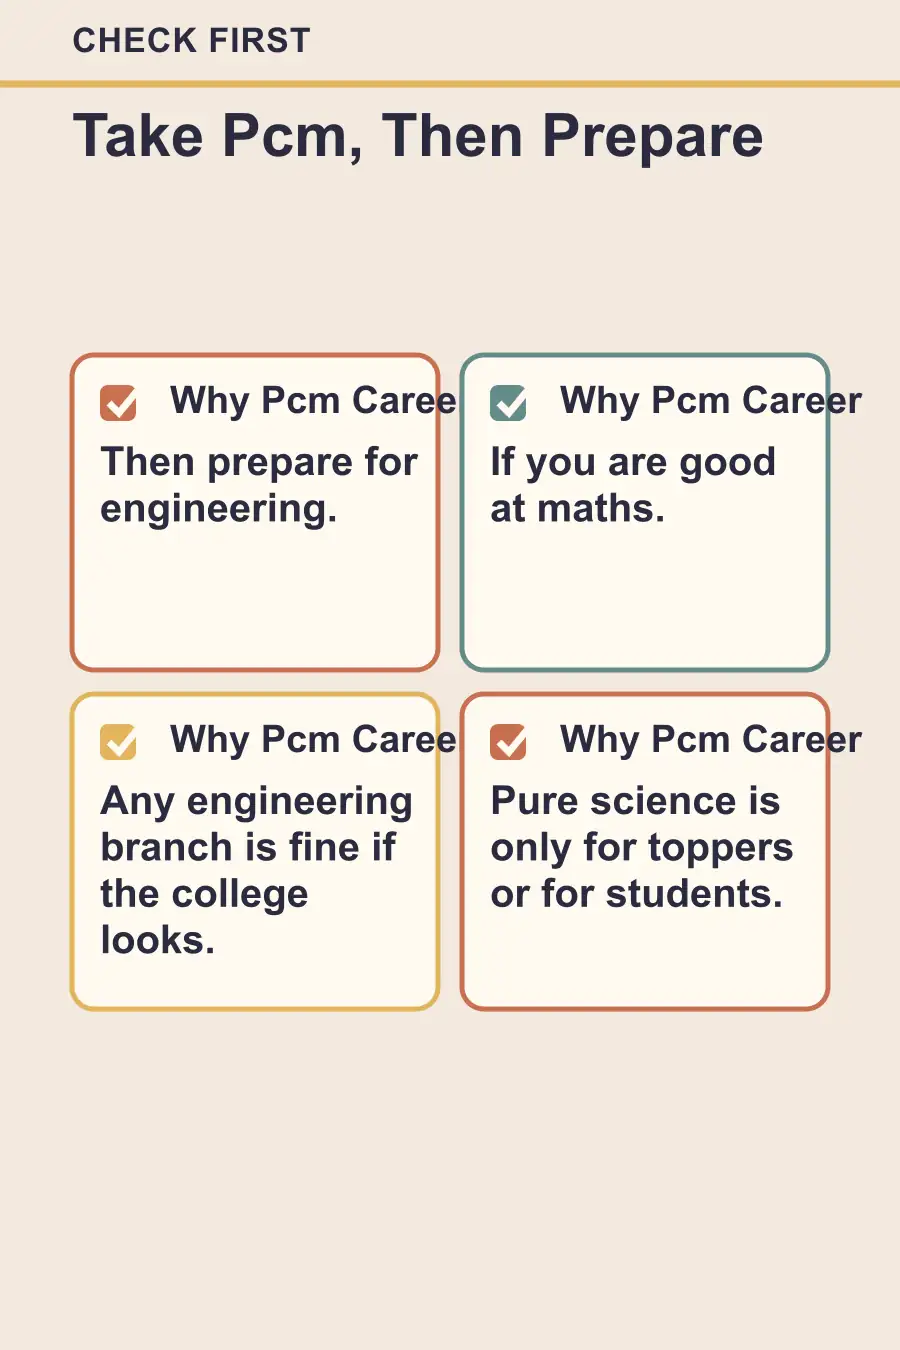 CHECK FIRST
Take Pcm, Then Prepare
Why Pcm Caree
Then prepare for
engineering.
Why Pcm Career
If you are good
at maths.
Why Pcm Caree
Any engineering
branch is fine if
the college
looks.
Why Pcm Career
Pure science is
only for toppers
or for students.